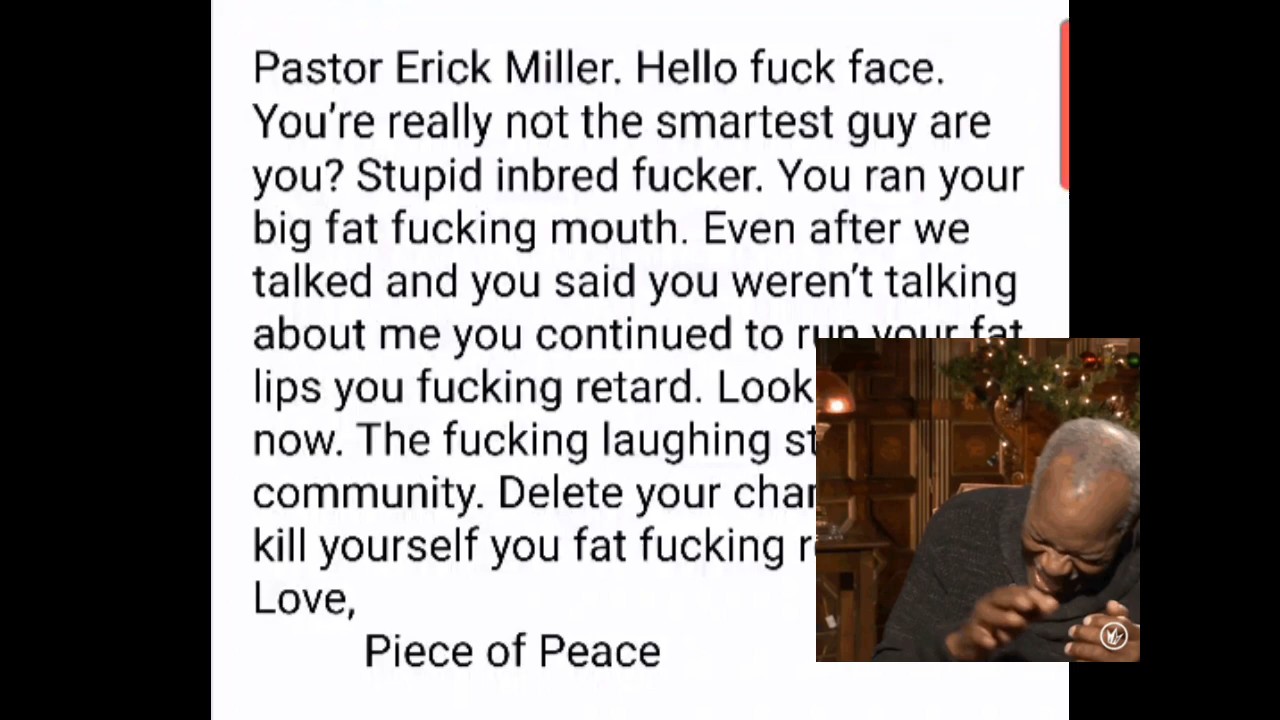 Pastor Erick Miller. Hello fuck face.
You're really not the smartest guy are
you? Stupid inbred fucker. You ran your
big fat fucking mouth. Even after we
talked and you said you weren't talking
about me you continued to run your fat
lips you fucking retard. Look
now. The fucking laughing
community. Delete your
kill yourself you fat fucking
Love,
Piece of Peace